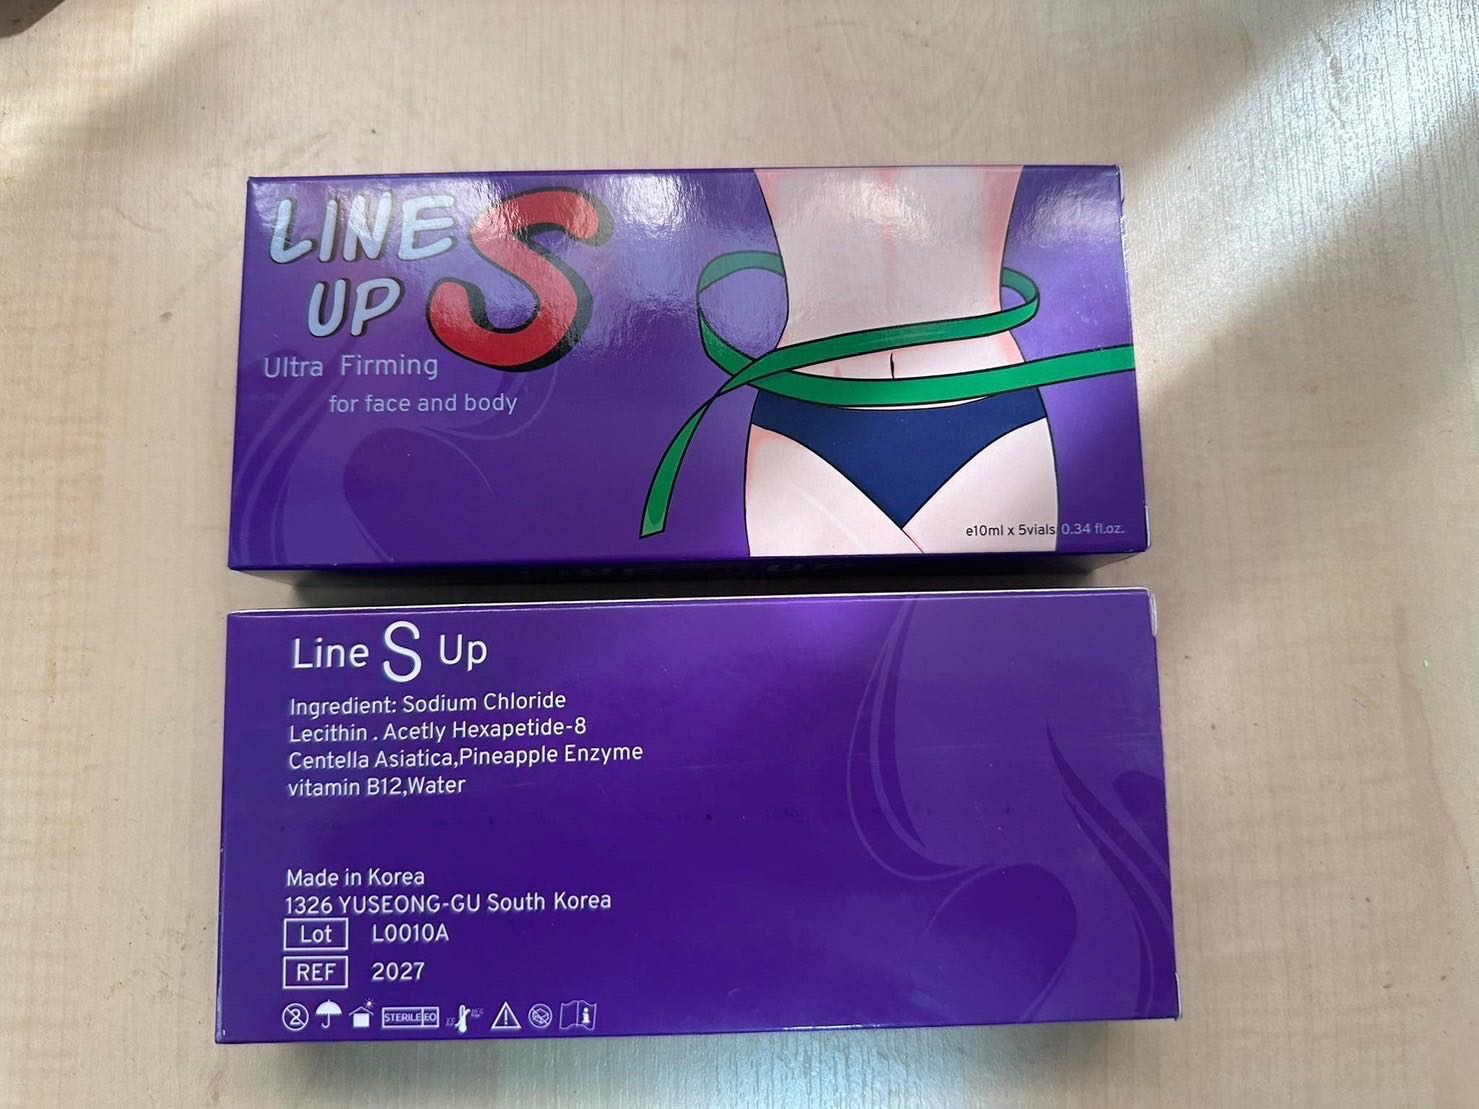 LINE S
UP
Ultra Firming
for face and body
e10ml x 5vials 0.34 fl.oz.
Line S Up
Ingredient: Sodium Chloride
Lecithin . Acetly Hexapetide-8
Centella Asiatica,Pineapple Enzyme
vitamin B12,Water
Made in Korea
1326 YUSEONG-GU South Korea
Lot L0010A
REF 2027
STERILE EO